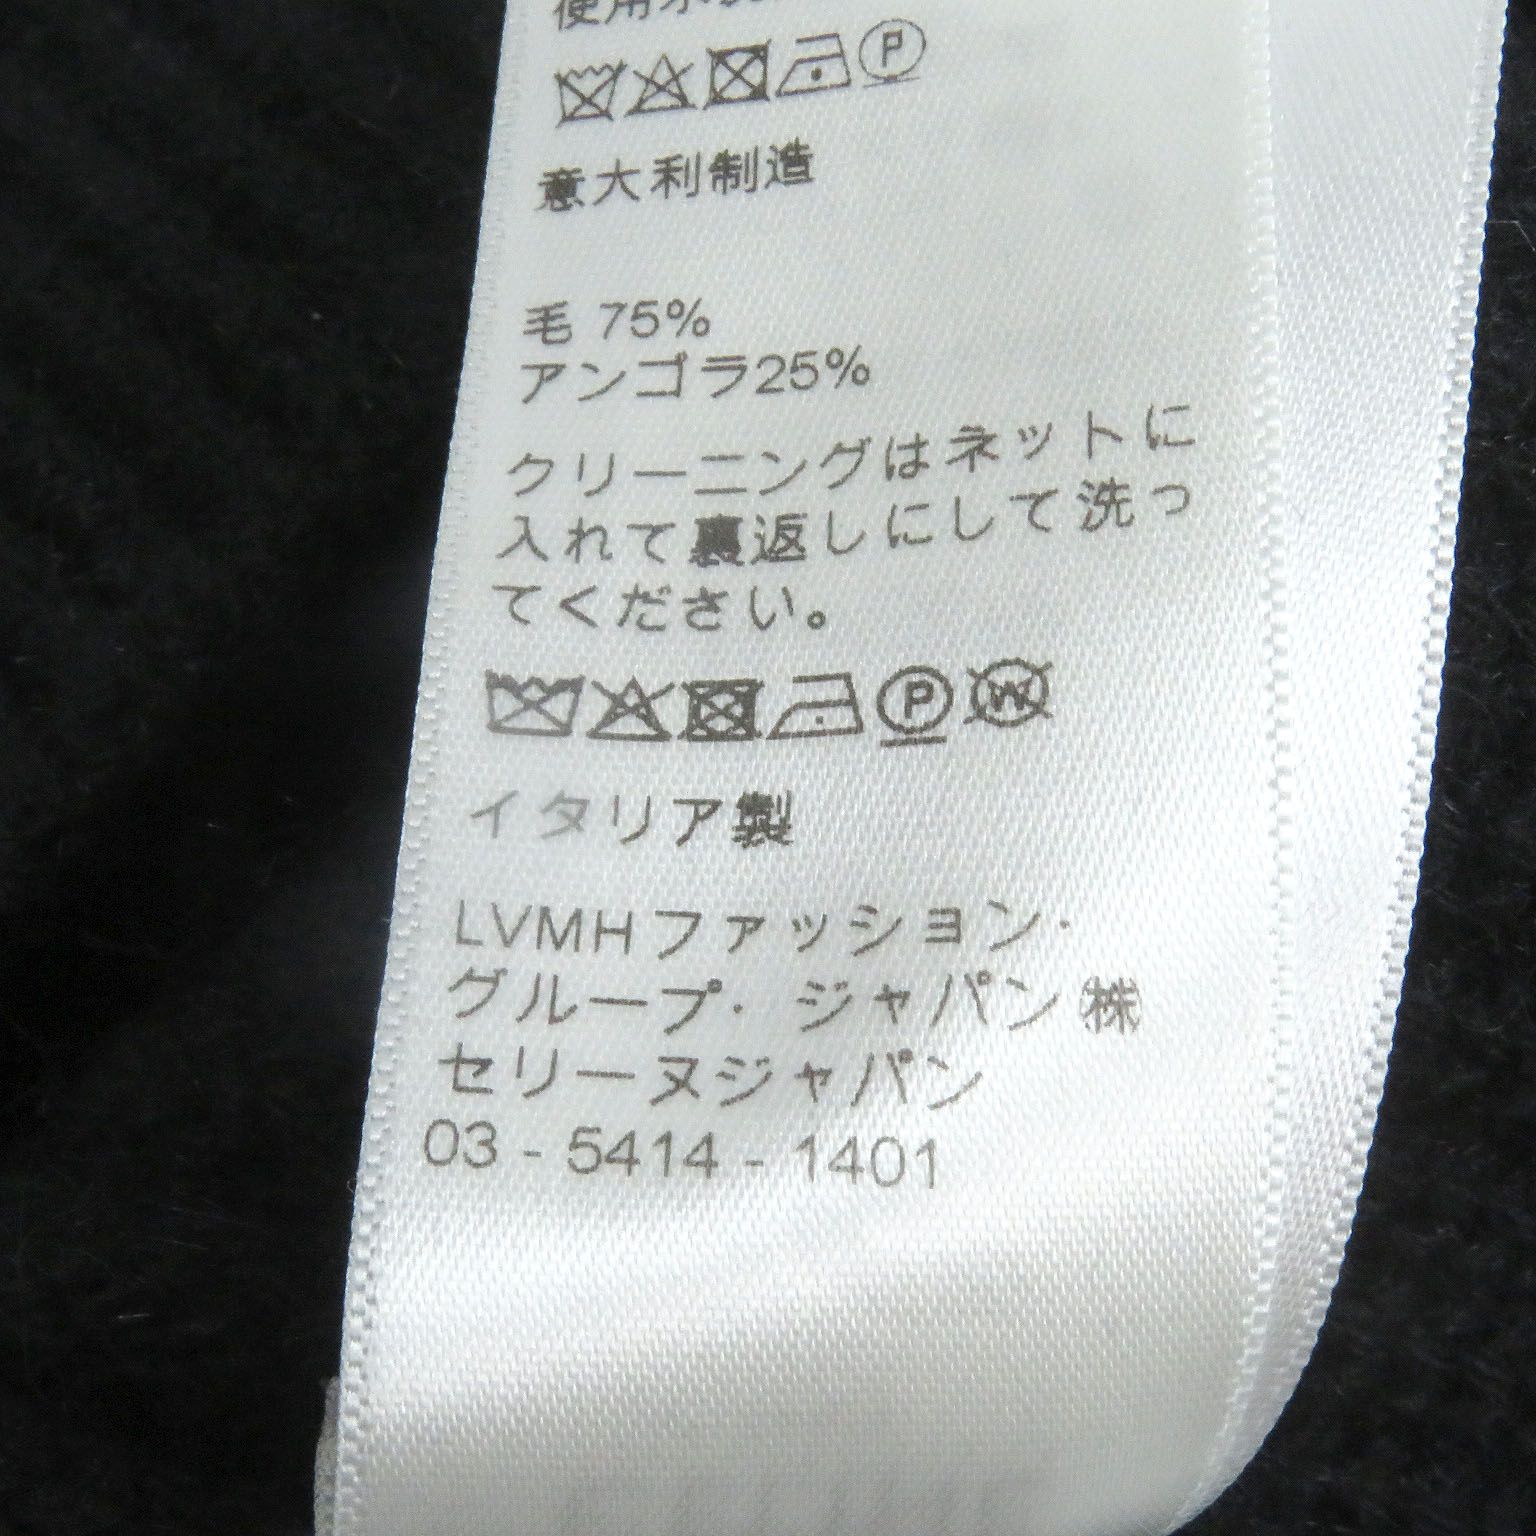 使用
P
意大利制造
毛 75%
アンゴラ25%
クリーニングはネットに
入れて裏返しにして洗っ
てください。
P W
イタリア製
LVMHファッション・
グループ・ジャパン㈱
セリーヌジャパン
03 - 5414 - 1401